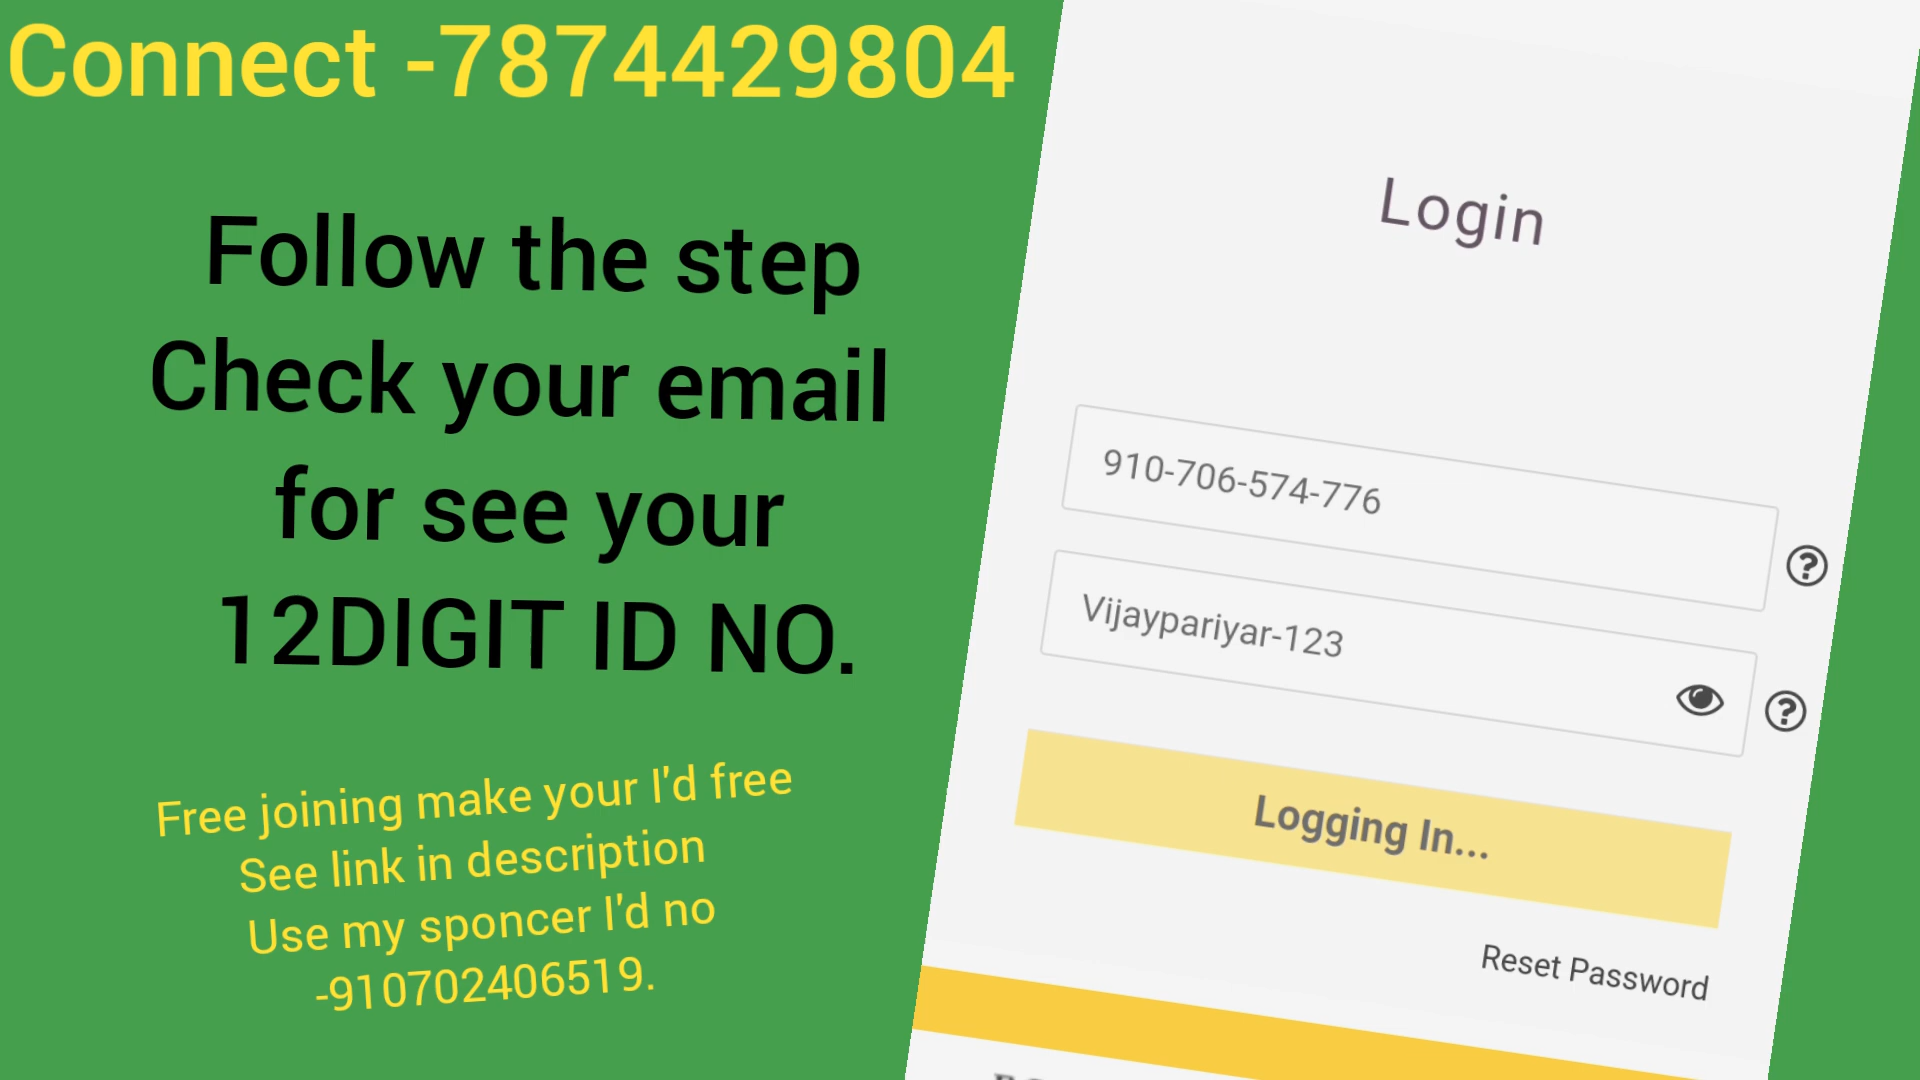 Connect -7874429804
Follow the step
Check your email
for see your
12DIGIT ID NO.
Free joining make your I'd free
See link in description
Use my sponcer I'd no
-910702406519.
Login
910-706-574-776
Vijaypariyar-123
Logging In...
Reset Password